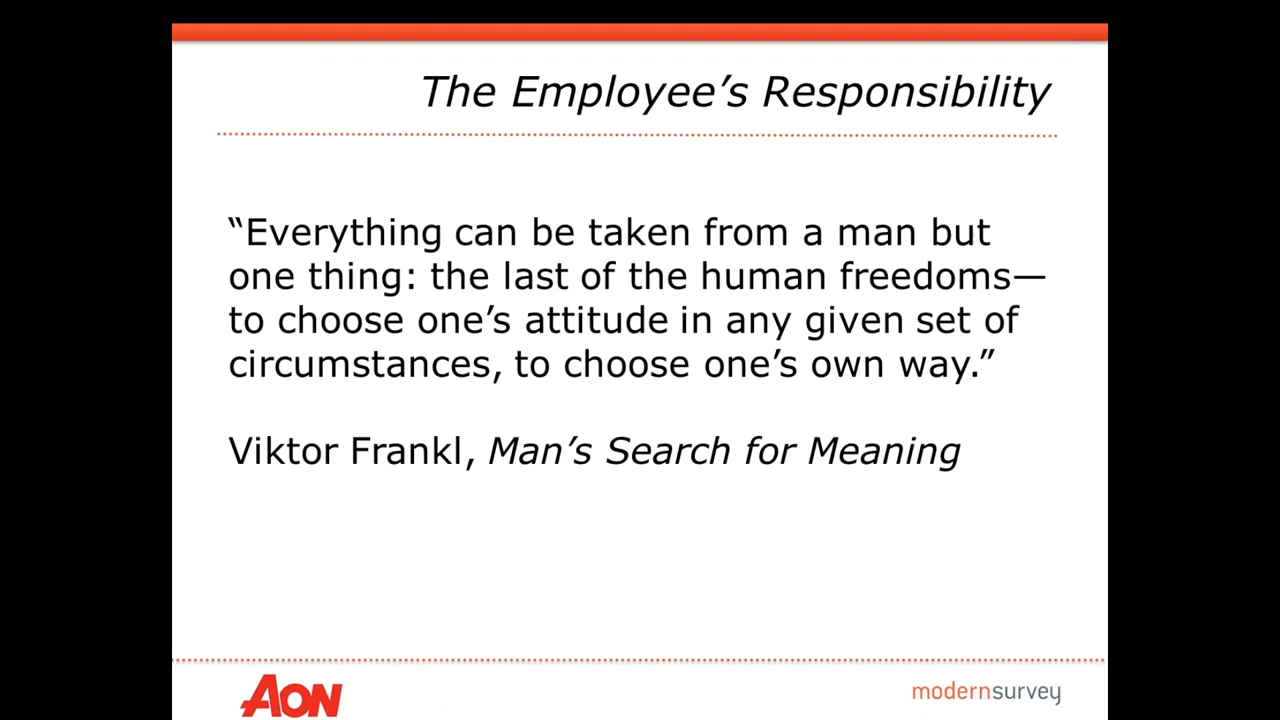 The Employee’s Responsibility
“Everything can be taken from a man but
one thing: the last of the human freedoms—
to choose one’s attitude in any given set of
circumstances, to choose one’s own way.”
Viktor Frankl, Man’s Search for Meaning
AON
modernsurvey